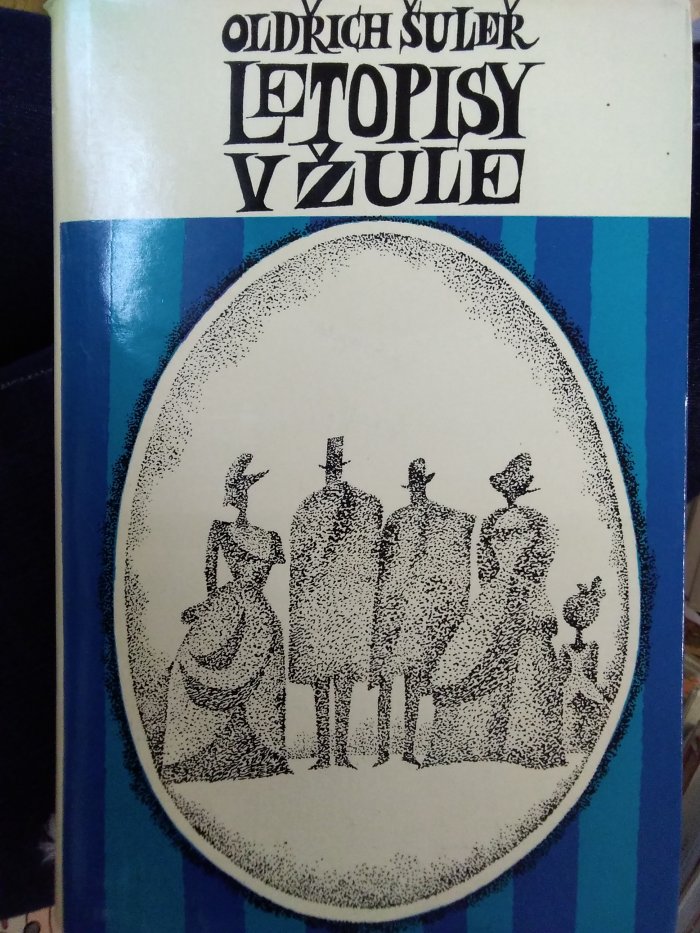 OLDŘICH ŠULEŘ
LETOPISY
V ŽULE